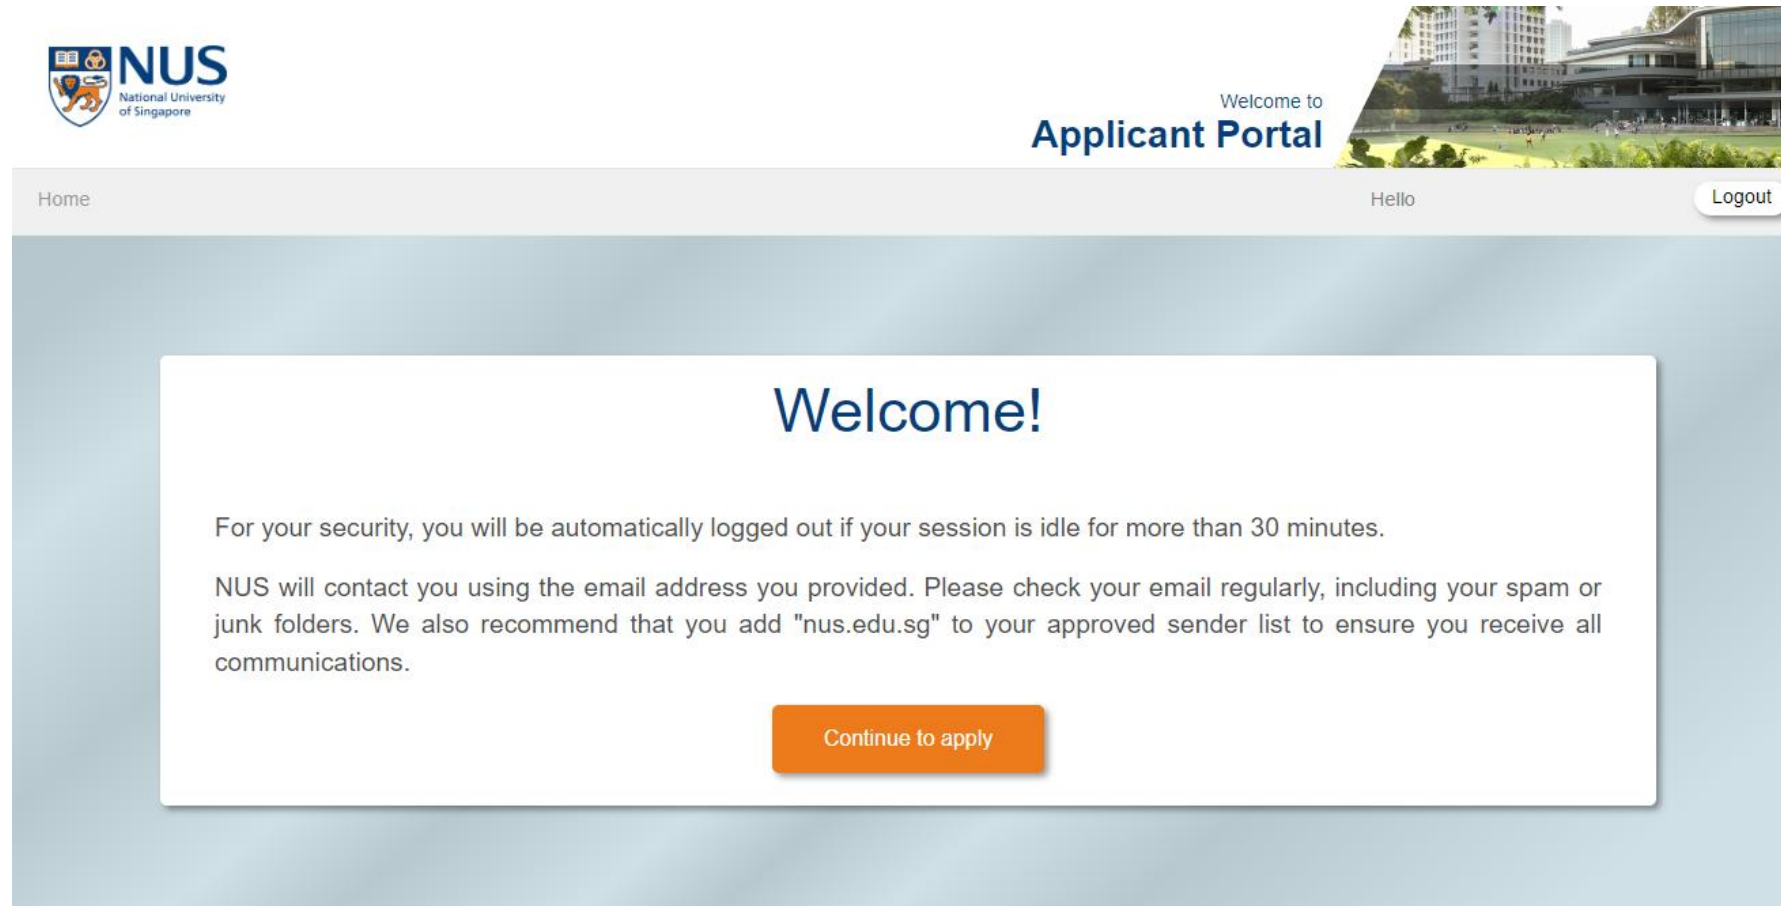 NUS
National University
of Singapore
Welcome to
Applicant Portal
Home
Hello
Logout
Welcome!
For your security, you will be automatically logged out if your session is idle for more than 30 minutes.
NUS will contact you using the email address you provided. Please check your email regularly, including your spam or
junk folders. We also recommend that you add "nus.edu.sg" to your approved sender list to ensure you receive all
communications.
Continue to apply